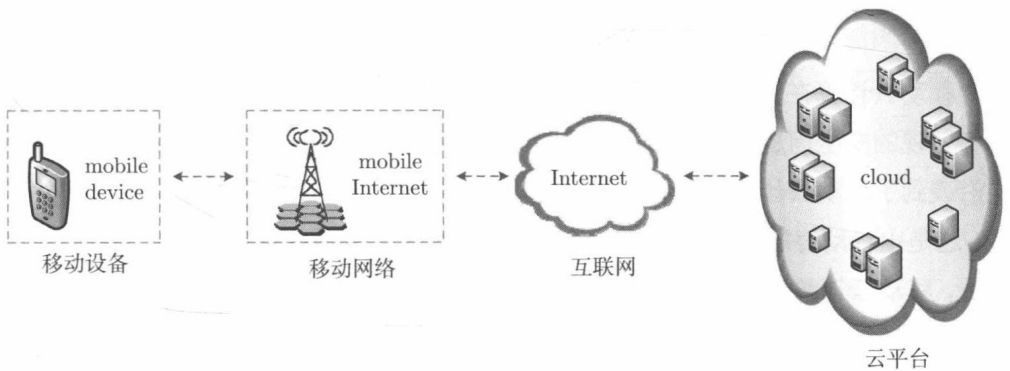 mobile
device
移动设备
mobile
Internet
移动网络
Internet
互联网
cloud
云平台